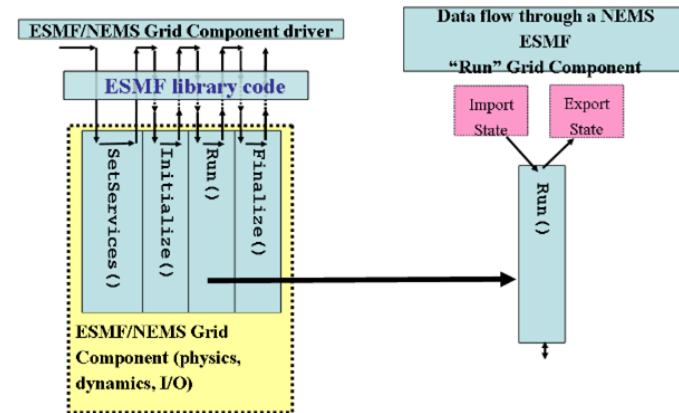 ESMF/NEMS Grid Component driver
ESMF library code
SetServices()
Initialize()
Run()
Finalize()
ESMF/NEMS Grid
Component (physics,
dynamics, I/O)
Data flow through a NEMS
ESMF
“Run” Grid Component
Import
State
Export
State
Run()